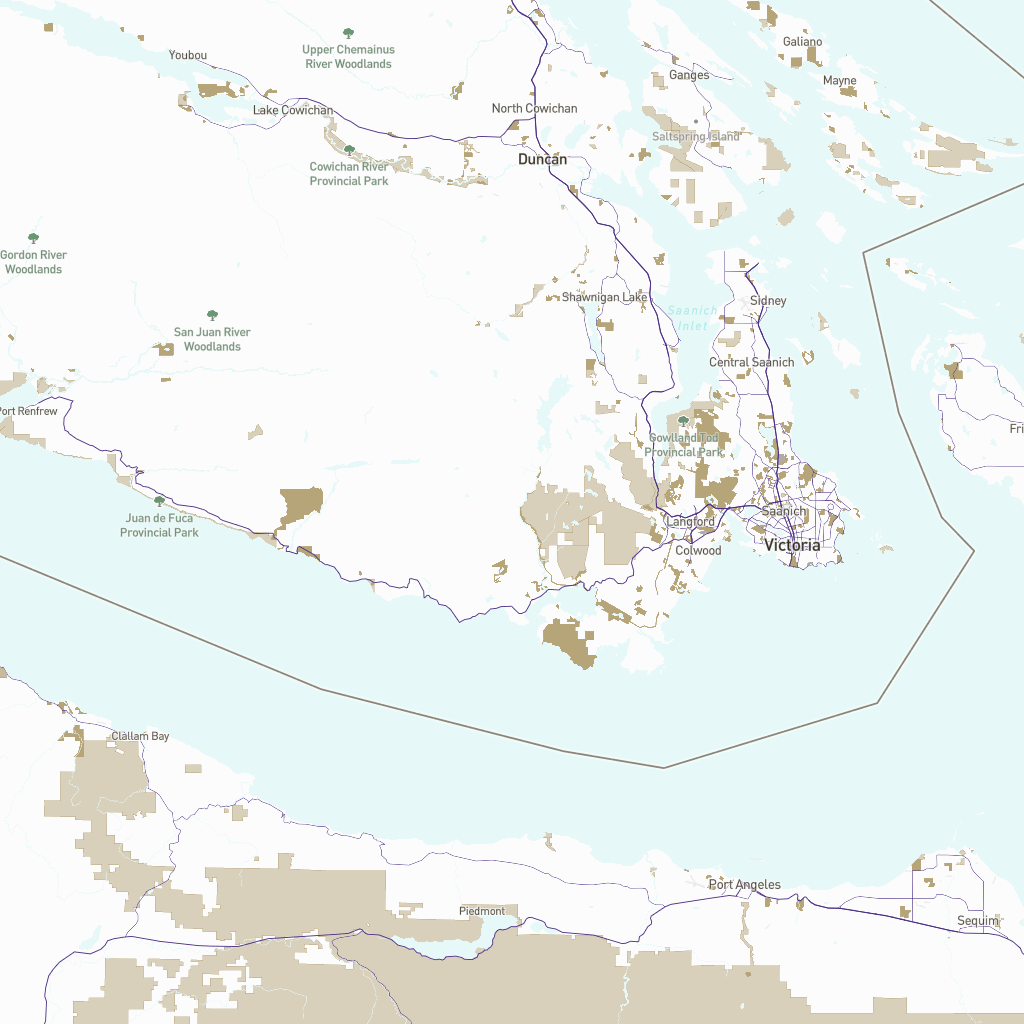 Galiano
Youbou
Upper Chemainus
River Woodlands
Ganges
Mayne
Lake Cowichan
North Cowichan
Saltspring Island
Duncan
Cowichan River
Provincial Park
Gordon River
Woodlands
Shawnigan Lake
Sidney
Saanich
Inlet
San Juan River
Woodlands
Central Saanich
Port Renfrew
Fri
Gowlland Tod
Provincial Park
Juan de Fuca
Provincial Park
Saanich
Langford
Victoria
Colwood
Clallam Bay
Port Angeles
Piedmont
Sequim